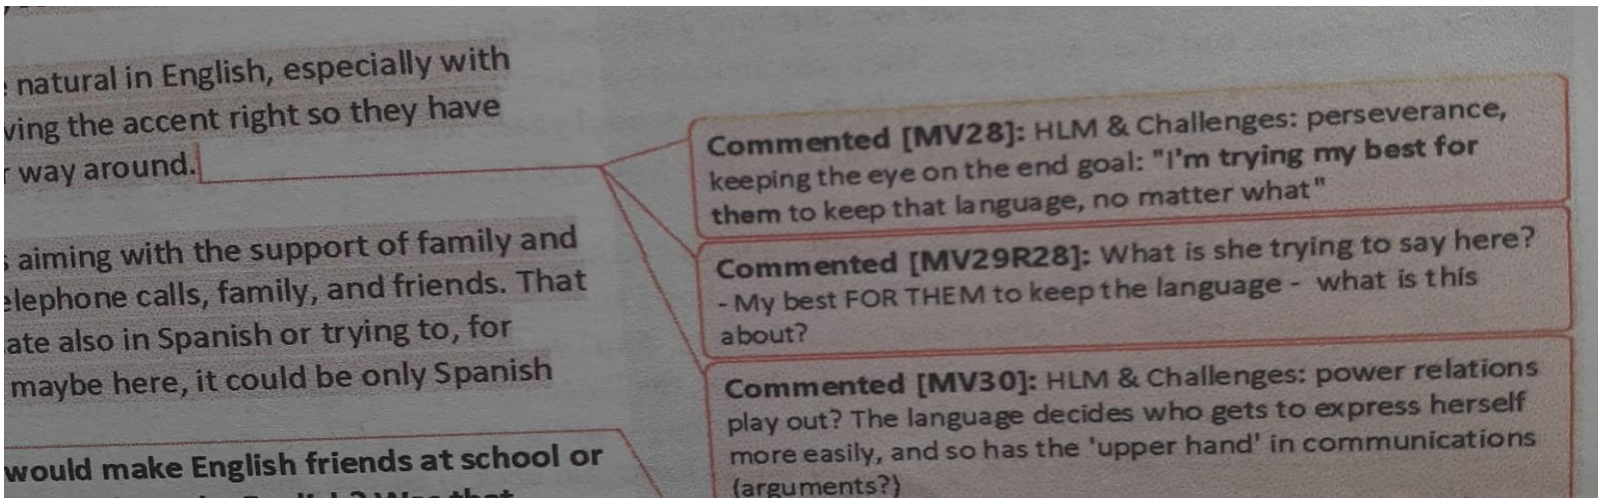 natural in English, especially with
ving the accent right so they have
way around.
aiming with the support of family and
elephone calls, family, and friends. That
ate also in Spanish or trying to, for
maybe here, it could be only Spanish
would make English friends at school or
Commented [MV28]: HLM & Challenges: perseverance,
keeping the eye on the end goal: "I'm trying my best for
them to keep that language, no matter what"
Commented [MV29R28]: What is she trying to say here?
- My best FOR THEM to keep the language - what is this
about?
Commented [MV30]: HLM & Challenges: power relations
play out? The language decides who gets to express herself
more easily, and so has the 'upper hand' in communications
(arguments?)